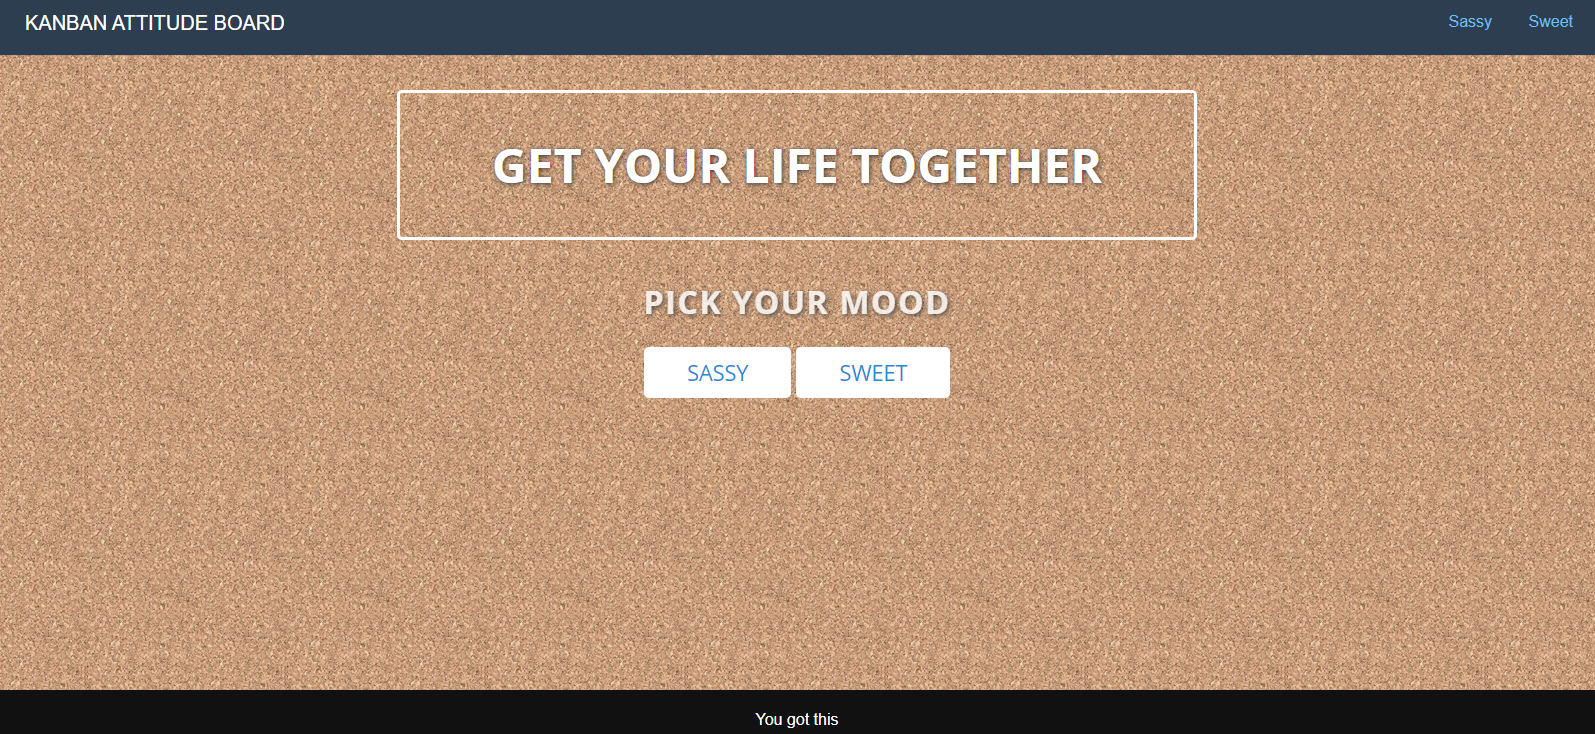 KANBAN ATTITUDE BOARD
Sassy
Sweet
GET YOUR LIFE TOGETHER
PICK YOUR MOOD
SASSY
SWEET
You got this